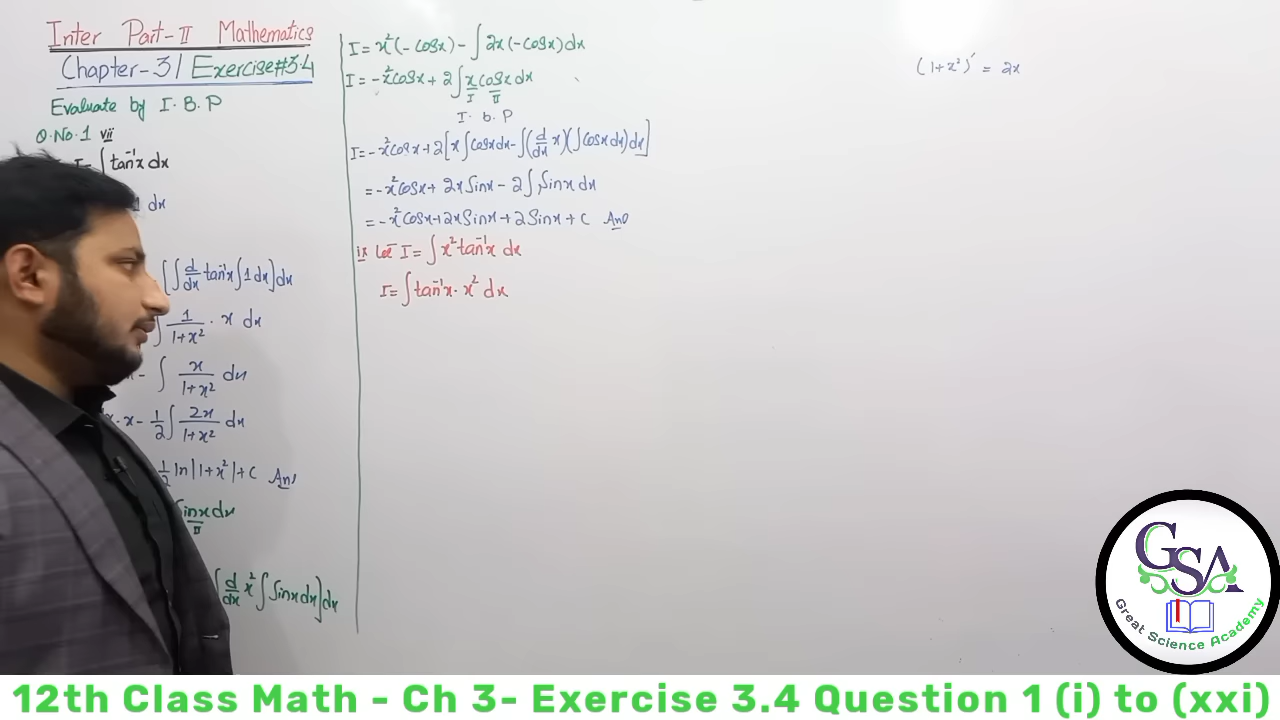 Inter Part-II Mathematics
Chapter-3/Exercise#3.4
Evaluate by I.B.P
Q.No.1 vii
I = ∫ tan⁻¹x dx
1 dx
[∫ d/dx tan⁻¹x ∫ 1 dx] dx
∫ 1/(1+x²) · x dx
x - ∫ x/(1+x²) dx
x · x - 1/2 ∫ 2x/(1+x²) dx
1/2 ln|1+x²|+c Ans
∫ Sinx dx
II
∫ d/dx x² ∫ Sinx dx] dx
I = x²(-Cosx) - ∫ 2x(-Cosx) dx
I = -x²Cosx + 2 ∫ x Cosx dx
I II
I. b. P
I = -x²Cosx + 2[x ∫ Cosx dx - ∫ (d/dx x)(∫ Cosx dx) dx]
= -x²Cosx + 2x Sinx - 2 ∫ Sinx dx
= -x²Cosx + 2x Sinx + 2 Sinx + c Ans
ix Let I = ∫ x² tan⁻¹x dx
I = ∫ tan⁻¹x · x² dx
(1+x²)′ = 2x
GSA
Great Science Academy
12th Class Math - Ch 3- Exercise 3.4 Question 1 (i) to (xxi)